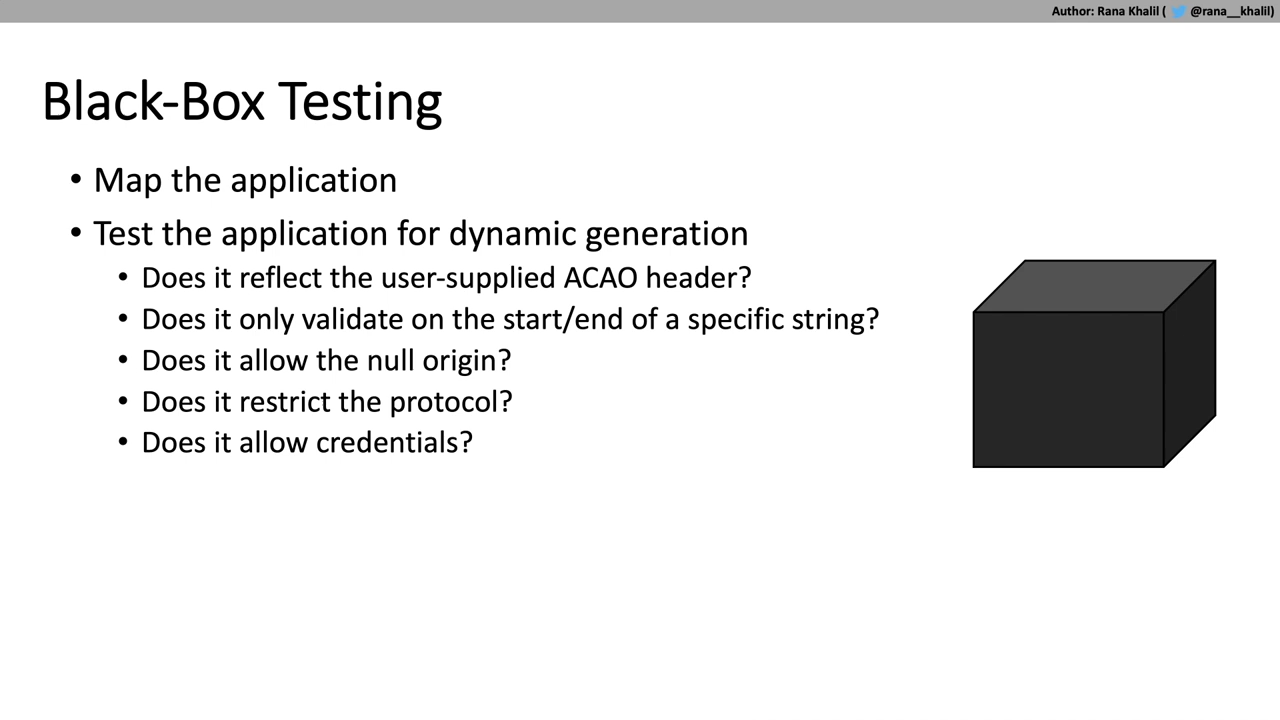 Author: Rana Khalil ( @rana__khalil)
Black-Box Testing
• Map the application
• Test the application for dynamic generation
• Does it reflect the user-supplied ACAO header?
• Does it only validate on the start/end of a specific string?
• Does it allow the null origin?
• Does it restrict the protocol?
• Does it allow credentials?